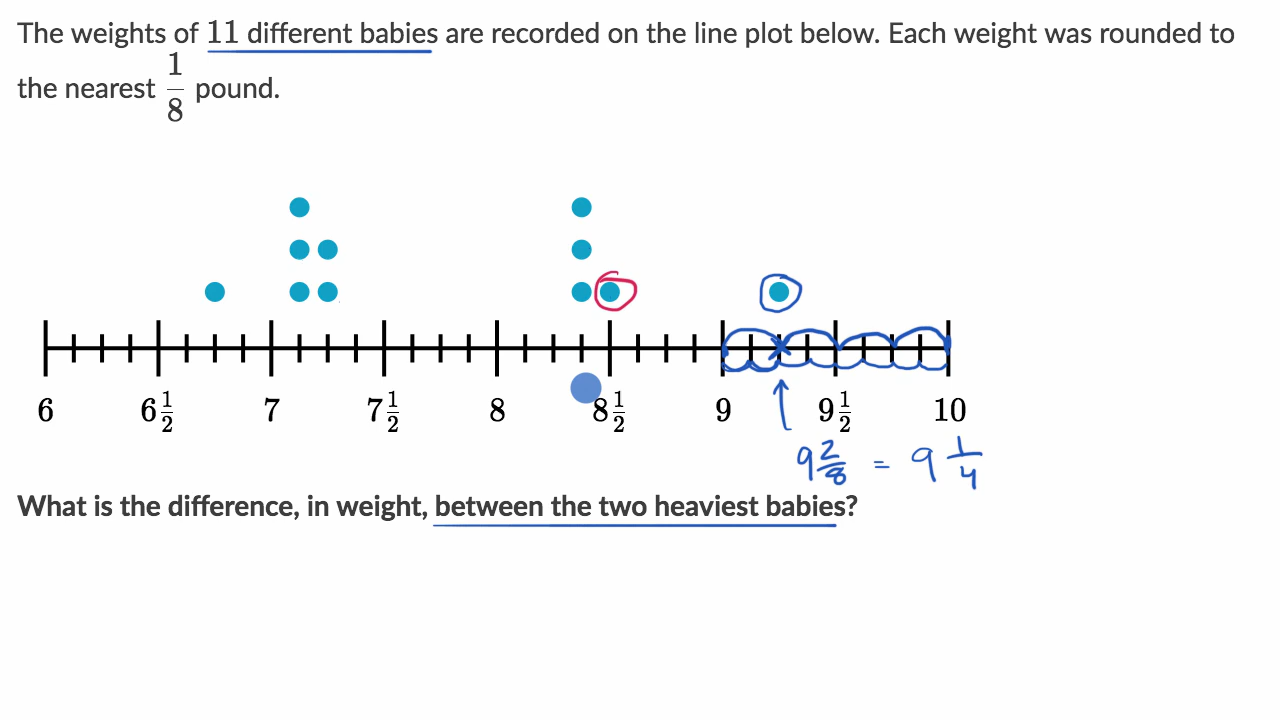 The weights of 11 different babies are recorded on the line plot below. Each weight was rounded to
the nearest 1/8 pound.
6 6 1/2 7 7 1/2 8 8 1/2 9 9 1/2 10
9 2/8 = 9 1/4
What is the difference, in weight, between the two heaviest babies?